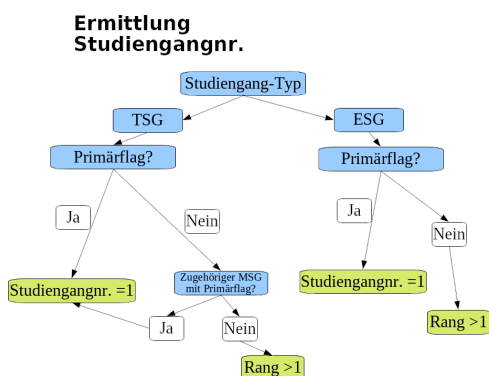 Ermittlung
Studiengangnr.
Studiengang-Typ
TSG
ESG
Primärflag?
Primärflag?
Ja
Nein
Ja
Nein
Zugehöriger MSG
mit Primärflag?
Studiengangnr. =1
Studiengangnr. =1
Ja
Nein
Rang >1
Rang >1